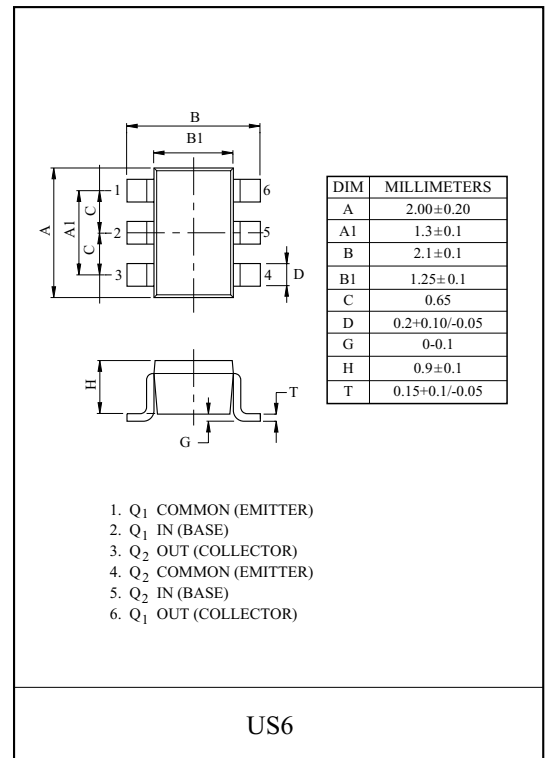 B
B1
1
6
A
A1
C
2
5
C
3
4
D
H
T
G
DIM MILLIMETERS
A 2.00±0.20
A1 1.3±0.1
B 2.1±0.1
B1 1.25±0.1
C 0.65
D 0.2+0.10/-0.05
G 0-0.1
H 0.9±0.1
T 0.15+0.1/-0.05
1. Q1 COMMON (EMITTER)
2. Q1 IN (BASE)
3. Q2 OUT (COLLECTOR)
4. Q2 COMMON (EMITTER)
5. Q2 IN (BASE)
6. Q1 OUT (COLLECTOR)
US6